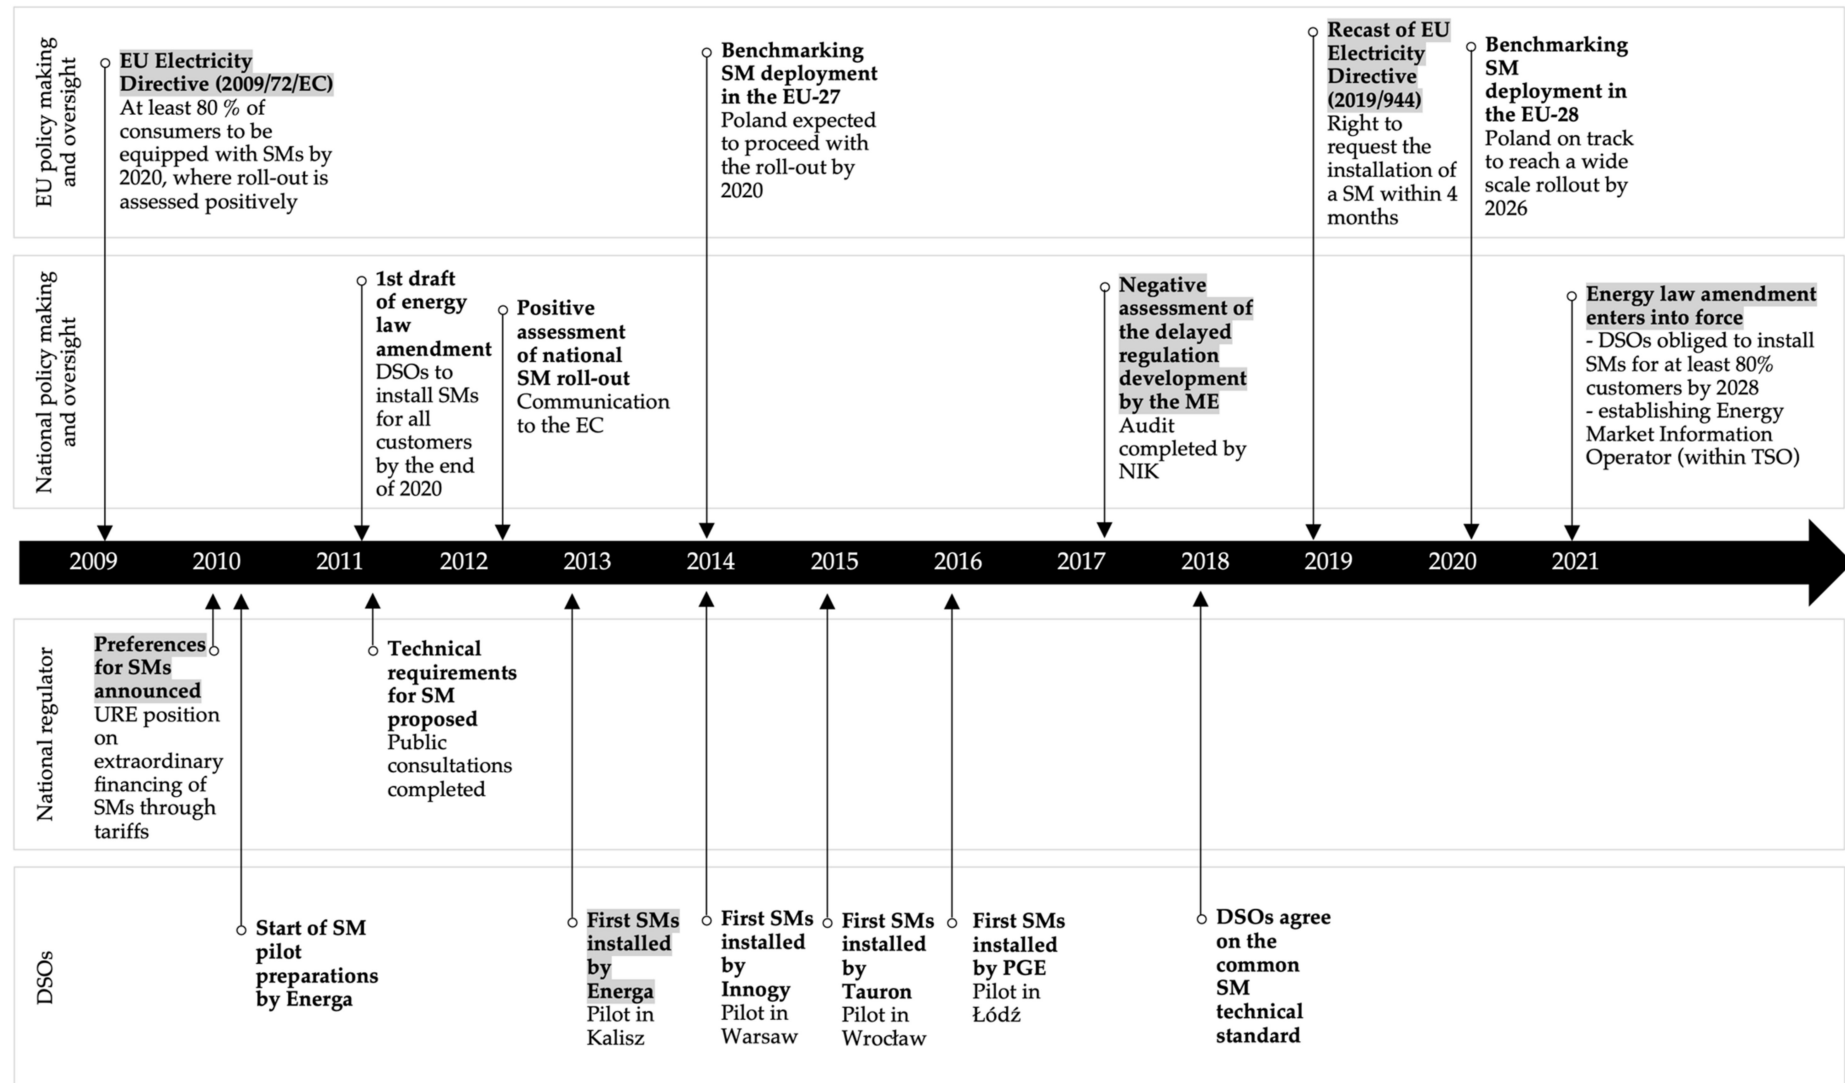 EU policy making
and oversight
EU Electricity
Directive (2009/72/EC)
At least 80 % of
consumers to be
equipped with SMs by
2020, where roll-out is
assessed positively
Benchmarking
SM deployment
in the EU-27
Poland expected
to proceed with
the roll-out by
2020
Recast of EU
Electricity
Directive
(2019/944)
Right to
request the
installation of
a SM within 4
months
Benchmarking
SM
deployment in
the EU-28
Poland on track
to reach a wide
scale rollout by
2026
National policy making
and oversight
1st draft
of energy
law
amendment
DSOs to
install SMs
for all
customers
by the end
of 2020
Positive
assessment
of national
SM roll-out
Communication
to the EC
Negative
assessment of
the delayed
regulation
development
by the ME
Audit
completed by
NIK
Energy law amendment
enters into force
- DSOs obliged to install
SMs for at least 80%
customers by 2028
- establishing Energy
Market Information
Operator (within TSO)
2009 2010 2011 2012 2013 2014 2015 2016 2017 2018 2019 2020 2021
National regulator
Preferences
for SMs
announced
URE position
on
extraordinary
financing of
SMs through
tariffs
Technical
requirements
for SM
proposed
Public
consultations
completed
DSOs
Start of SM
pilot
preparations
by Energa
First SMs
installed
by
Energa
Pilot in
Kalisz
First SMs
installed
by
Innogy
Pilot in
Warsaw
First SMs
installed
by
Tauron
Pilot in
Wrocław
First SMs
installed
by PGE
Pilot in
Łódź
DSOs agree
on the
common
SM
technical
standard